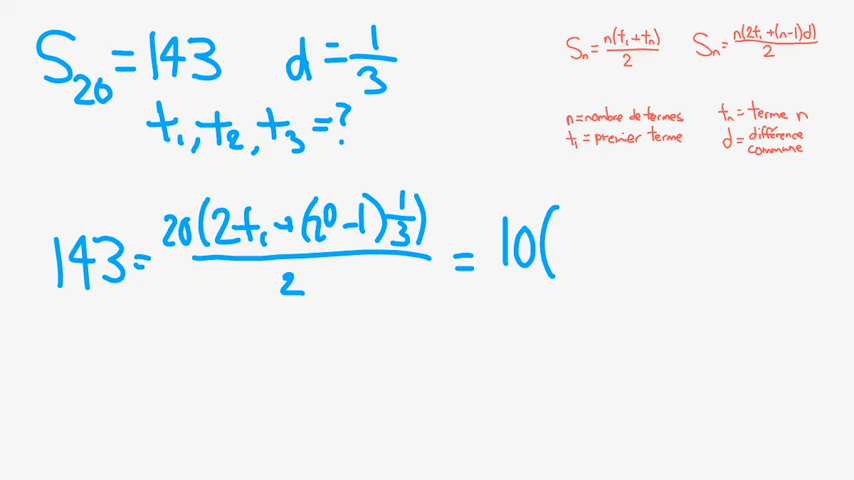 S₂₀ = 143 d = 1/3
t₁, t₂, t₃ = ?
Sₙ = n(t₁ + tₙ)/2 Sₙ = n(2t₁ + (n-1)d)/2
n = nombre de termes tₙ = terme n
t₁ = premier terme d = différence commune
143 = 20(2t₁ + (20-1)1/3)/2 = 10(